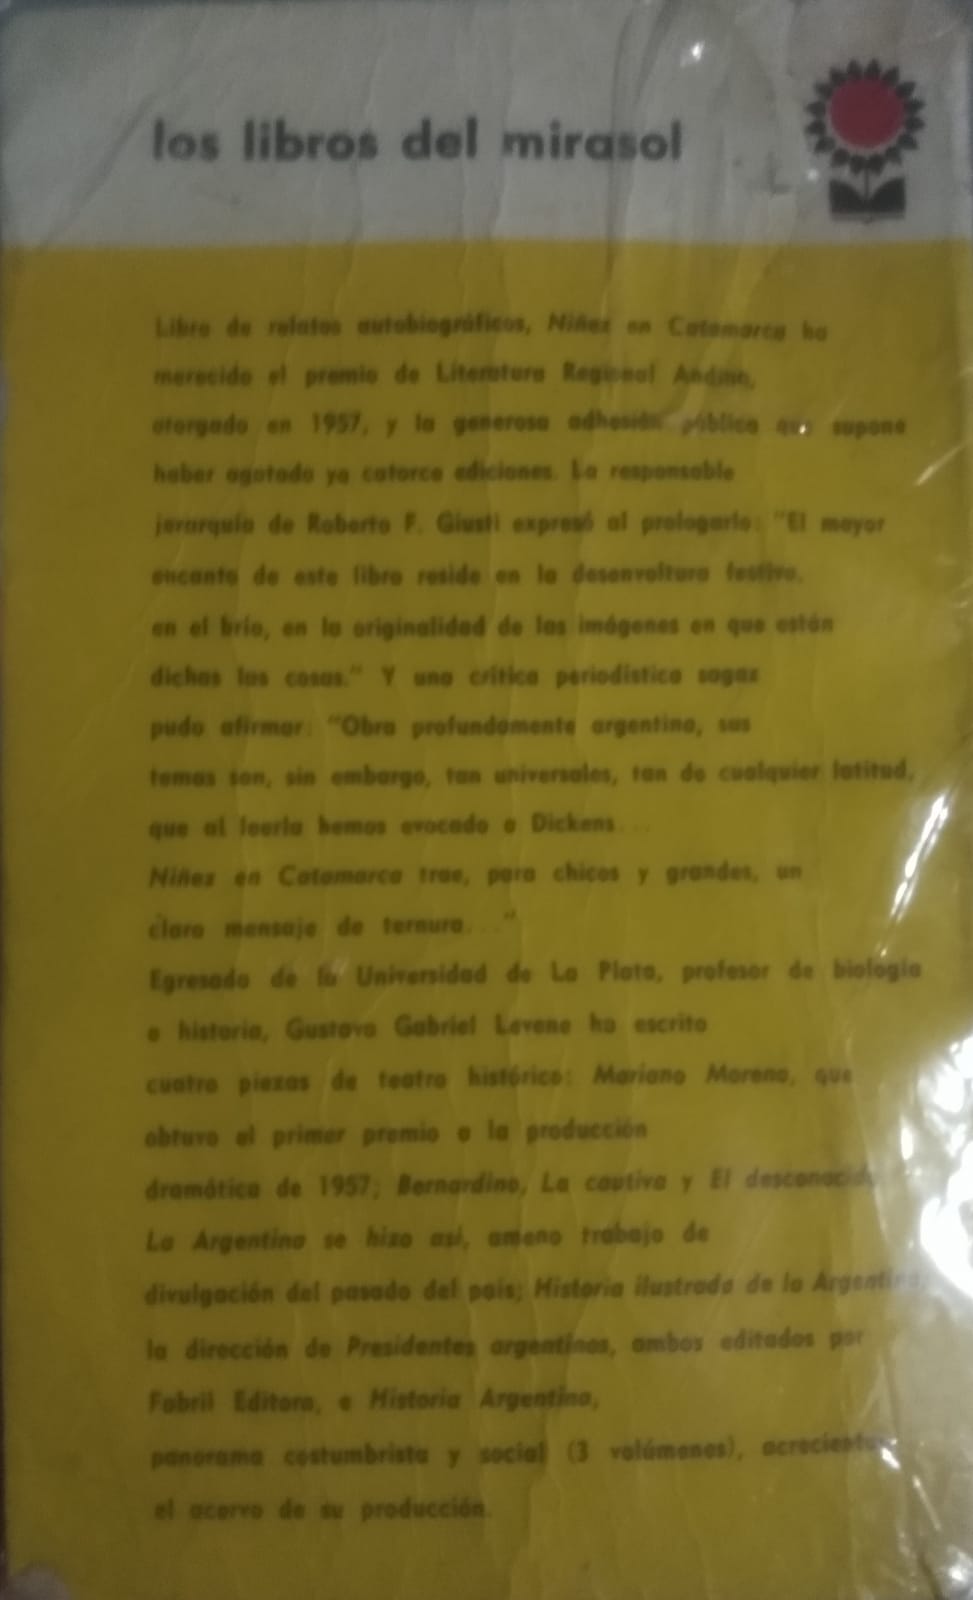 los libros del mirasol
Libro de relatos autobiográficos, Niñez en Catamarca ha
merecido el premio de Literatura Regional Andina,
otorgado en 1957, y la generosa adhesión pública que supone
haber agotado ya catorce ediciones. La responsable
jerarquía de Roberto F. Giusti expresó al prologarlo: "El mayor
encanto de este libro reside en la desenvoltura festiva,
en el brío, en la originalidad de las imágenes en que están
dichas las cosas." Y una crítica periodística sagaz
pudo afirmar: "Obra profundamente argentina, sus
temas son, sin embargo, tan universales, tan de cualquier latitud,
que al leerla hemos evocado a Dickens...
Niñez en Catamarca trae, para chicos y grandes, un
claro mensaje de ternura..."
Egresado de la Universidad de La Plata, profesor de biología
e historia, Gustavo Gabriel Levene ha escrito
cuatro piezas de teatro histórico: Mariano Moreno, que
obtuvo el primer premio a la producción
dramática de 1957; Bernardino, La cautiva y El desconocido.
La Argentina se hizo así, ameno trabajo de
divulgación del pasado del país; Historia ilustrada de la Argentina;
la dirección de Presidentes argentinos, ambos editados por
Fabril Editora, e Historia Argentina,
panorama costumbrista y social (3 volúmenes), acrecientan
el acervo de su producción.